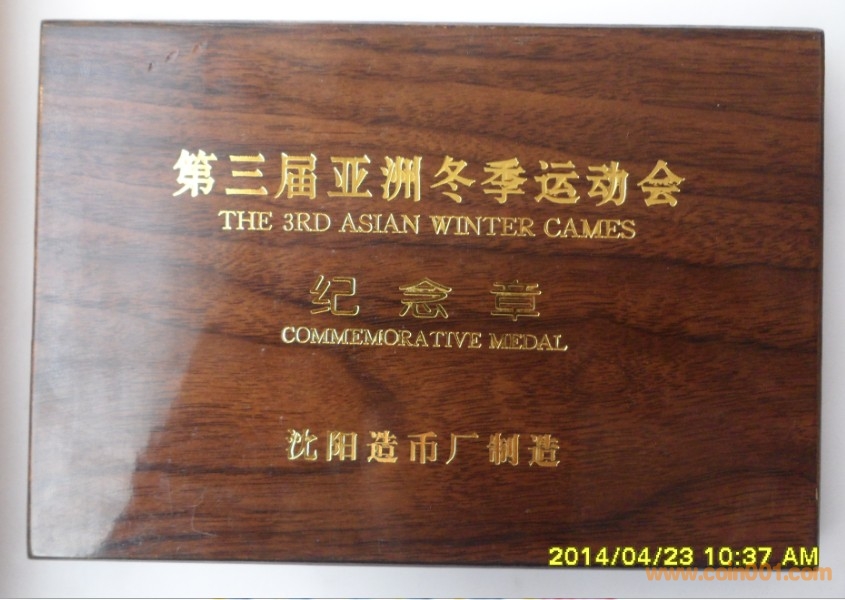 第三届亚洲冬季运动会
THE 3RD ASIAN WINTER CAMES
纪念章
COMMEMORATIVE MEDAL
沈阳造币厂制造
2014/04/23 10:37 AM
www.coin001.com